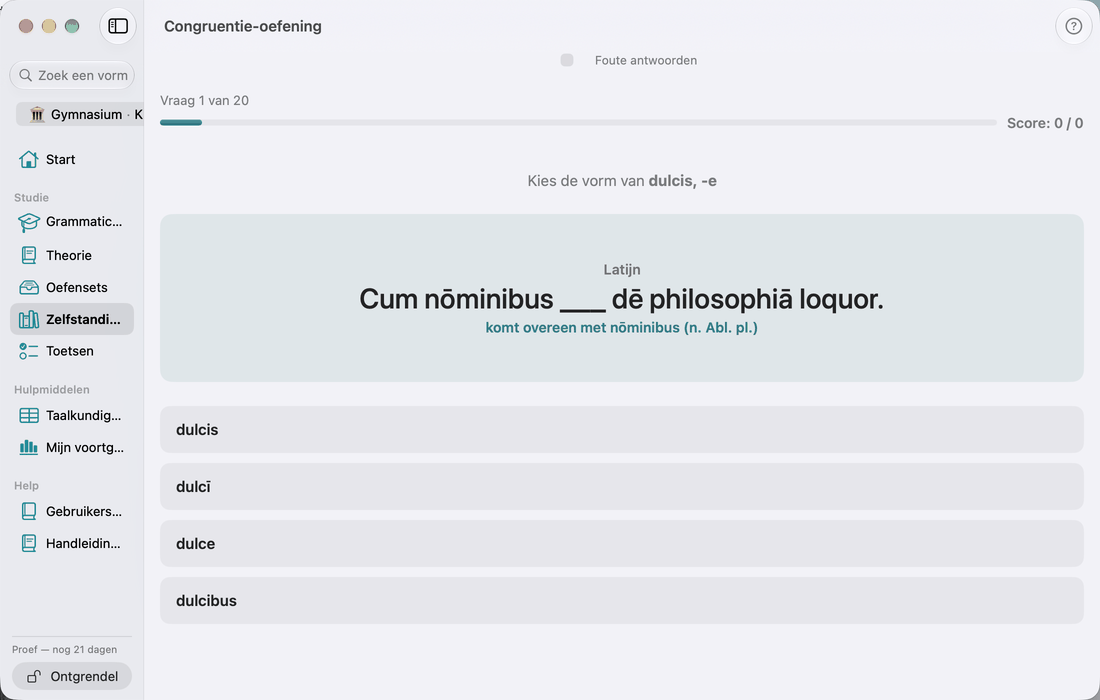 Congruentie-oefening
Zoek een vorm
Gymnasium · K
Start
Studie
Grammatic...
Theorie
Oefensets
Zelfstandi...
Toetsen
Hulpmiddelen
Taalkundig...
Mijn voortg...
Help
Gebruikers...
Handleidin...
Proef — nog 21 dagen
Ontgrendel
Foute antwoorden
Vraag 1 van 20
Score: 0 / 0
Kies de vorm van dulcis, -e
Latijn
Cum nōminibus ___ dē philosophiā loquor.
komt overeen met nōminibus (n. Abl. pl.)
dulcis
dulcī
dulce
dulcibus